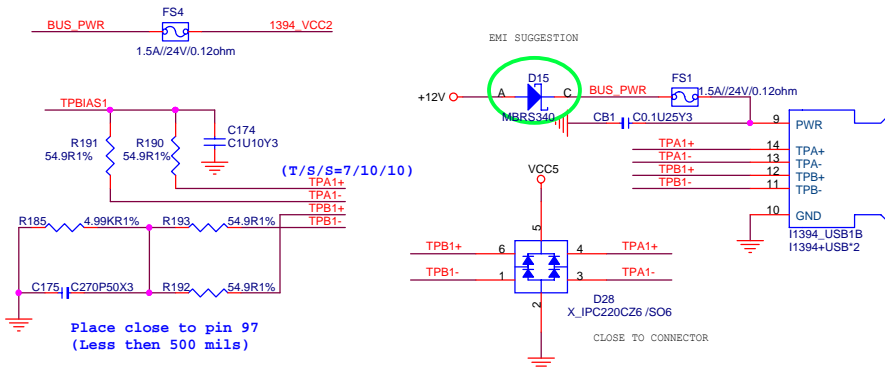 FS4
BUS_PWR
1394_VCC2
1.5A//24V/0.12ohm
EMI SUGGESTION
D15
+12V
A
C
BUS_PWR
FS1
1.5A//24V/0.12ohm
MBRS340
CB1
C0.1U25Y3
9
PWR
TPA1+
14
TPA+
TPA1-
13
TPA-
TPB1+
12
TPB+
TPB1-
11
TPB-
10
GND
I1394_USB1B
I1394+USB*2
TPBIAS1
R191
54.9R1%
R190
54.9R1%
C174
C1U10Y3
(T/S/S=7/10/10)
TPA1+
TPA1-
TPB1+
TPB1-
R185
4.99KR1%
R193
54.9R1%
C175
C270P50X3
R192
54.9R1%
Place close to pin 97
(Less then 500 mils)
VCC5
5
TPB1+
6
4
TPA1+
TPB1-
1
3
TPA1-
2
D28
X_IPC220CZ6 /SO6
CLOSE TO CONNECTOR